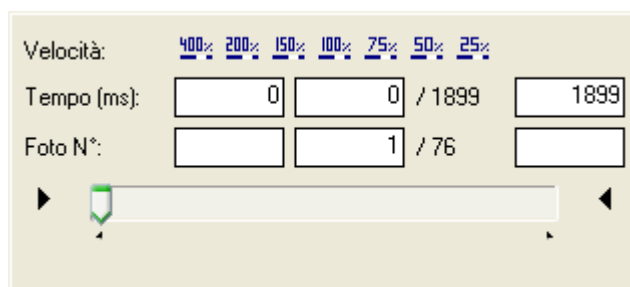 Velocità: 400% 200% 150% 100% 75% 50% 25%
Tempo (ms): 0 0 / 1899 1899
Foto N°: 1 / 76